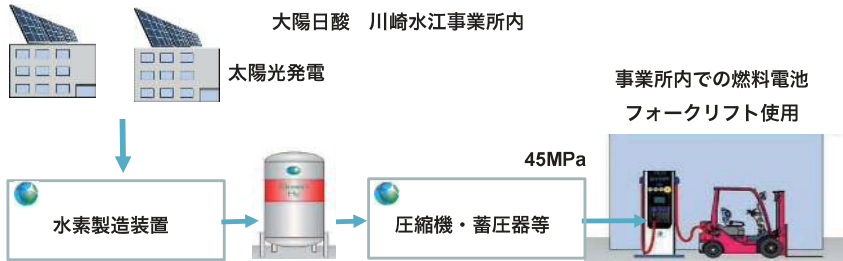 大陽日酸　川崎水江事業所内
太陽光発電
事業所内での燃料電池
フォークリフト使用
45MPa
水素製造装置
H₂
圧縮機・蓄圧器等